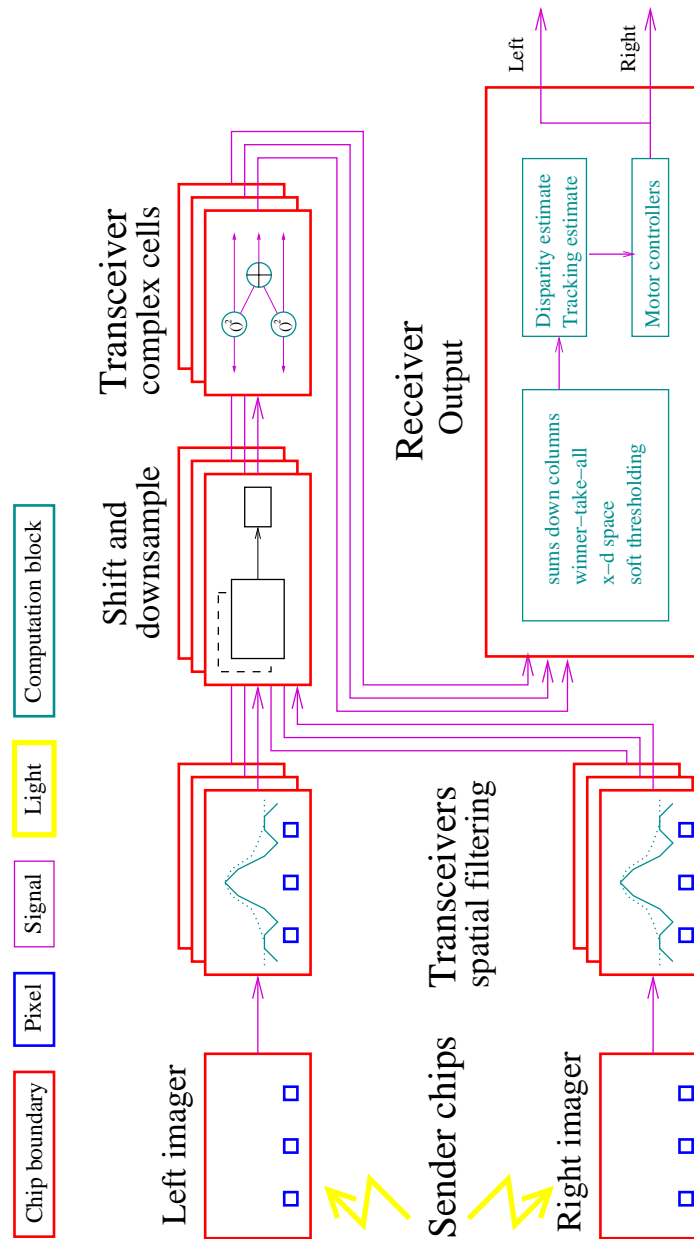 Chip boundary
Pixel
Signal
Light
Computation block
Left imager
Sender chips
Right imager
Transceivers
spatial filtering
Shift and
downsample
Transceiver
complex cells
()²
()²
Receiver
Output
sums down columns
winner−take−all
x−d space
soft thresholding
Disparity estimate
Tracking estimate
Motor controllers
Left
Right